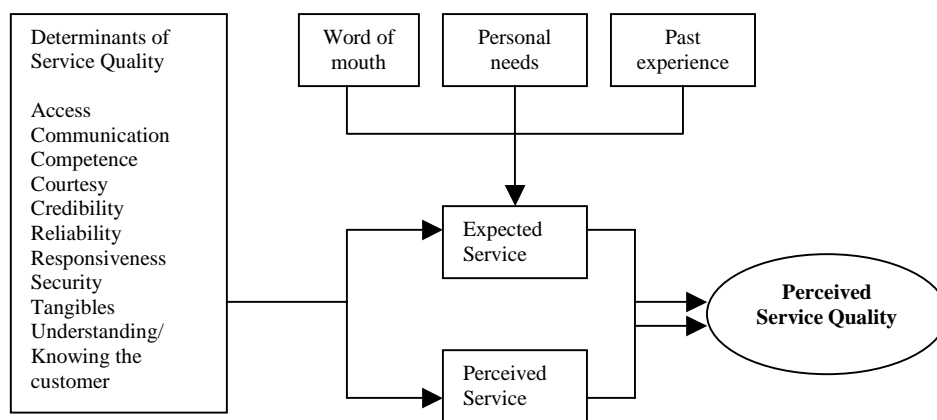 Determinants of
Service Quality
Access
Communication
Competence
Courtesy
Credibility
Reliability
Responsiveness
Security
Tangibles
Understanding/
Knowing the
customer
Word of
mouth
Personal
needs
Past
experience
Expected
Service
Perceived
Service
Perceived
Service Quality